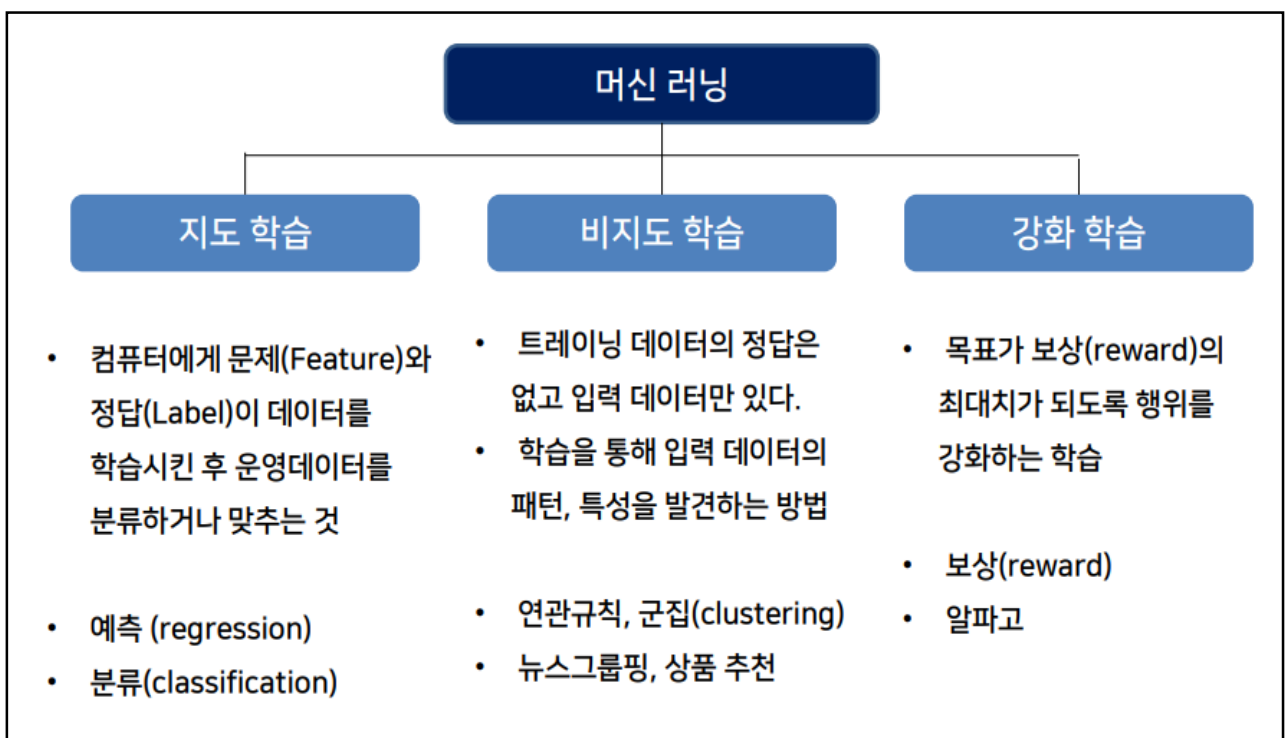 머신 러닝
지도 학습
• 컴퓨터에게 문제(Feature)와
정답(Label)이 데이터를
학습시킨 후 운영데이터를
분류하거나 맞추는 것
• 예측 (regression)
• 분류(classification)
비지도 학습
• 트레이닝 데이터의 정답은
없고 입력 데이터만 있다.
• 학습을 통해 입력 데이터의
패턴, 특성을 발견하는 방법
• 연관규칙, 군집(clustering)
• 뉴스그룹핑, 상품 추천
강화 학습
• 목표가 보상(reward)의
최대치가 되도록 행위를
강화하는 학습
• 보상(reward)
• 알파고